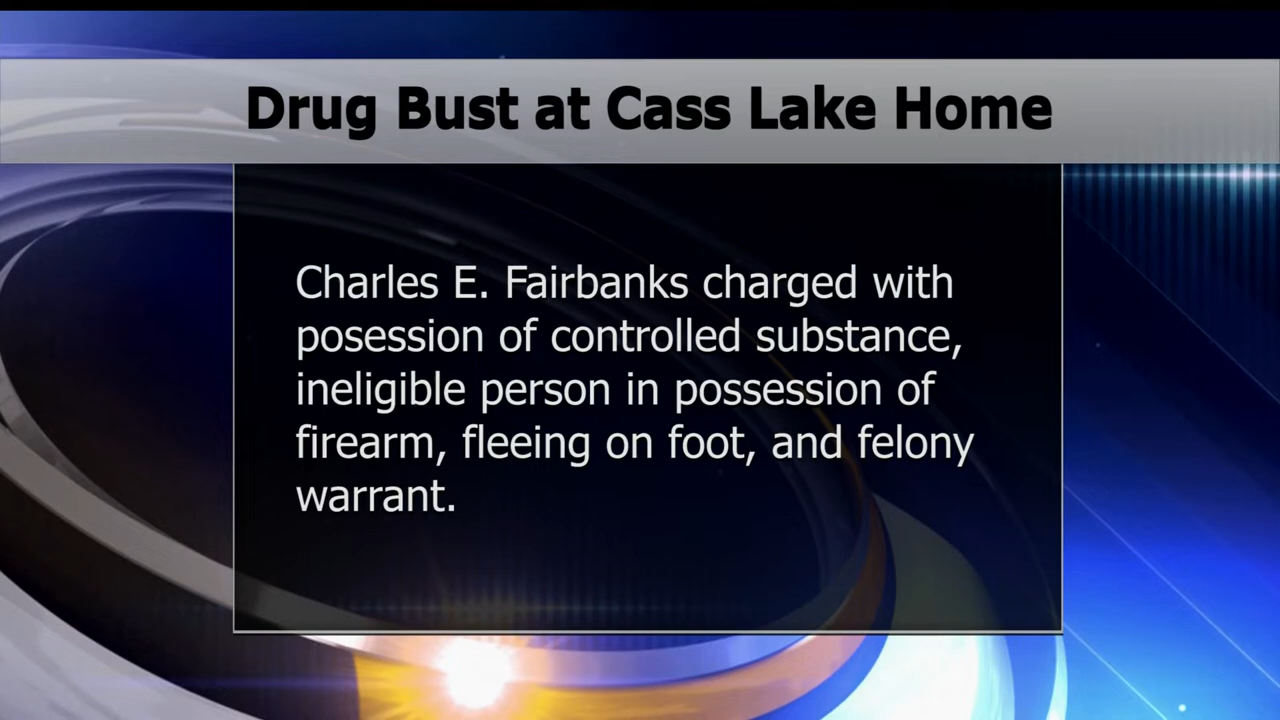 Drug Bust at Cass Lake Home
Charles E. Fairbanks charged with
posession of controlled substance,
ineligible person in possession of
firearm, fleeing on foot, and felony
warrant.